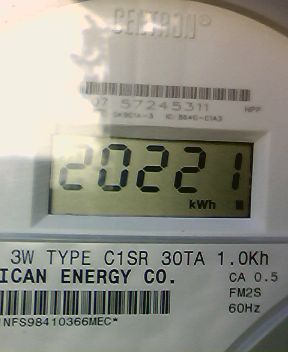 CENTRON®
57245311
20221
kWh
3W TYPE C1SR 30TA 1.0Kh
ICAN ENERGY CO.
CA 0.5
FM2S
60Hz
NFS98410366MEC*